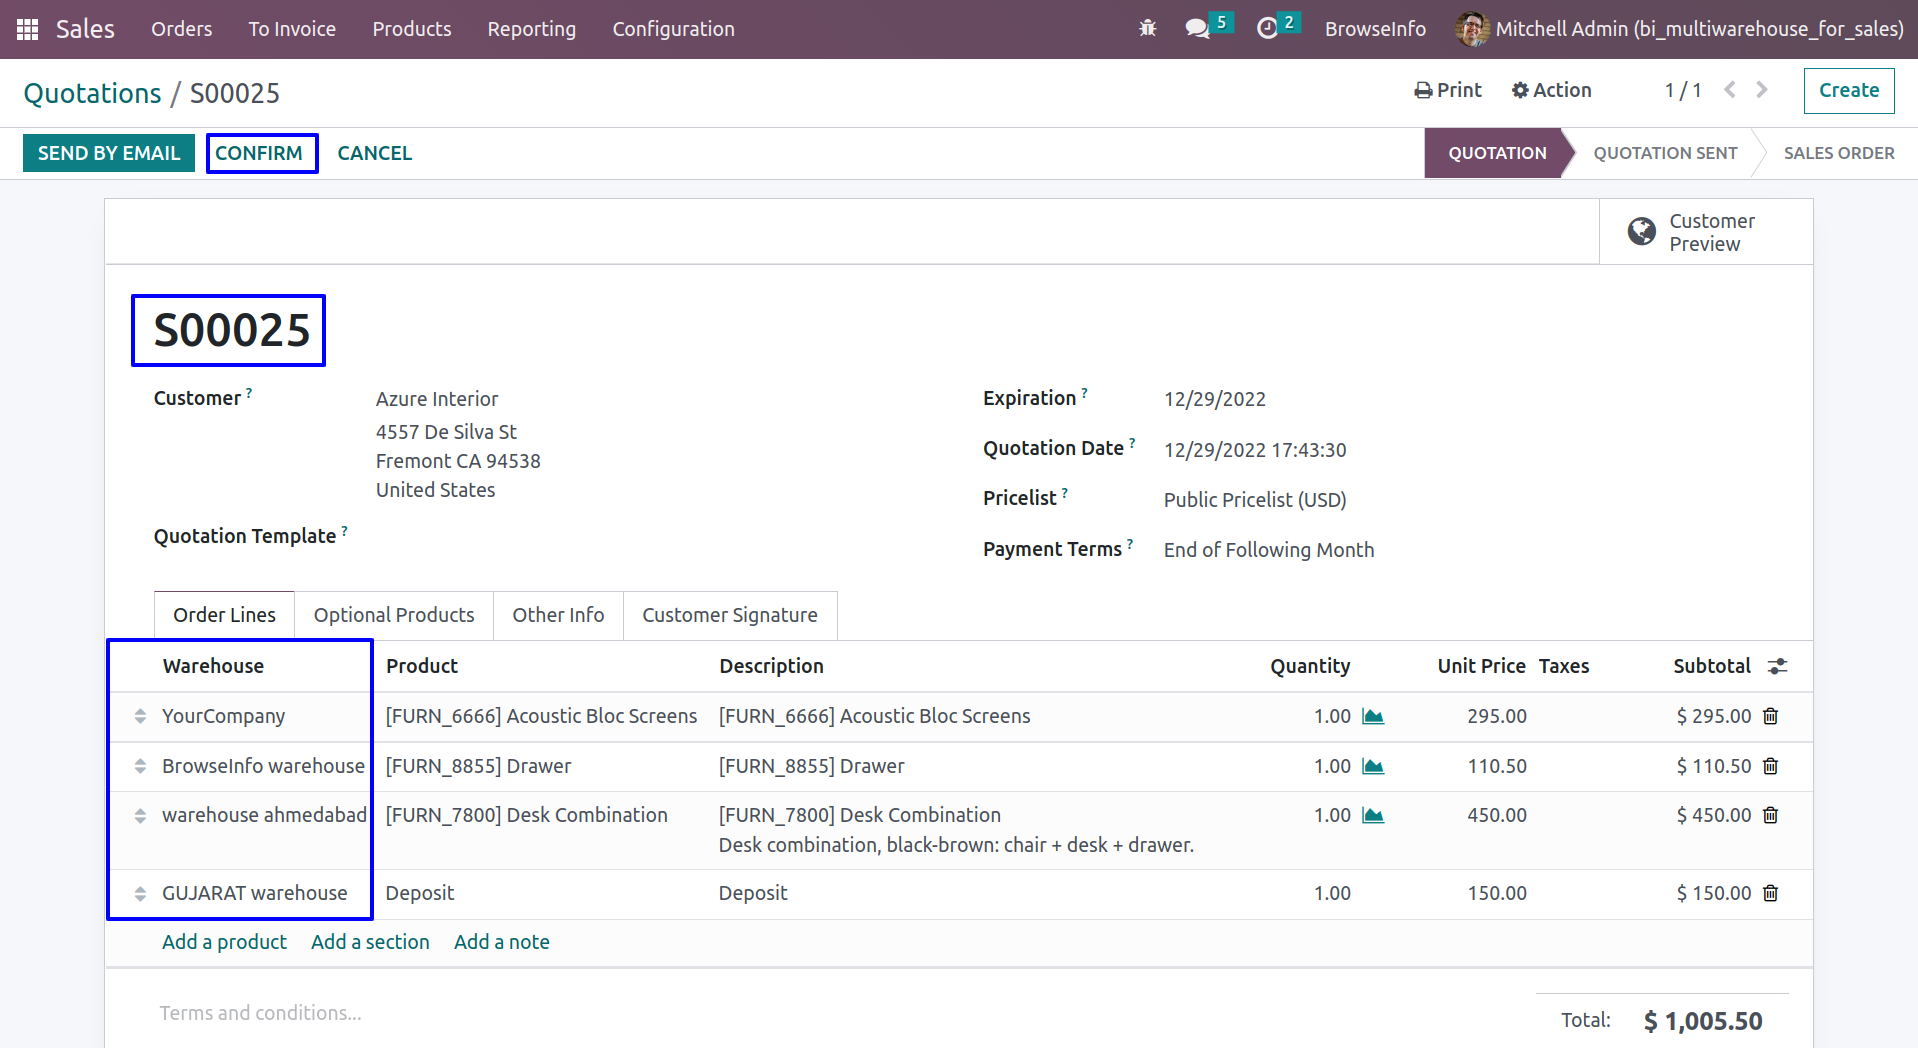 Sales Orders To Invoice Products Reporting Configuration 5 2 BrowseInfo Mitchell Admin (bi_multiwarehouse_for_sales)
Quotations / S00025 Print Action 1 / 1 Create
SEND BY EMAIL CONFIRM CANCEL QUOTATION QUOTATION SENT SALES ORDER
Customer
Preview
S00025
Customer ? Azure Interior
4557 De Silva St
Fremont CA 94538
United States
Quotation Template ?
Expiration ? 12/29/2022
Quotation Date ? 12/29/2022 17:43:30
Pricelist ? Public Pricelist (USD)
Payment Terms ? End of Following Month
Order Lines Optional Products Other Info Customer Signature
Warehouse Product Description Quantity Unit Price Taxes Subtotal
YourCompany [FURN_6666] Acoustic Bloc Screens [FURN_6666] Acoustic Bloc Screens 1.00 295.00 $ 295.00
BrowseInfo warehouse [FURN_8855] Drawer [FURN_8855] Drawer 1.00 110.50 $ 110.50
warehouse ahmedabad [FURN_7800] Desk Combination [FURN_7800] Desk Combination 1.00 450.00 $ 450.00
Desk combination, black-brown: chair + desk + drawer.
GUJARAT warehouse Deposit Deposit 1.00 150.00 $ 150.00
Add a product Add a section Add a note
Terms and conditions...
Total: $ 1,005.50